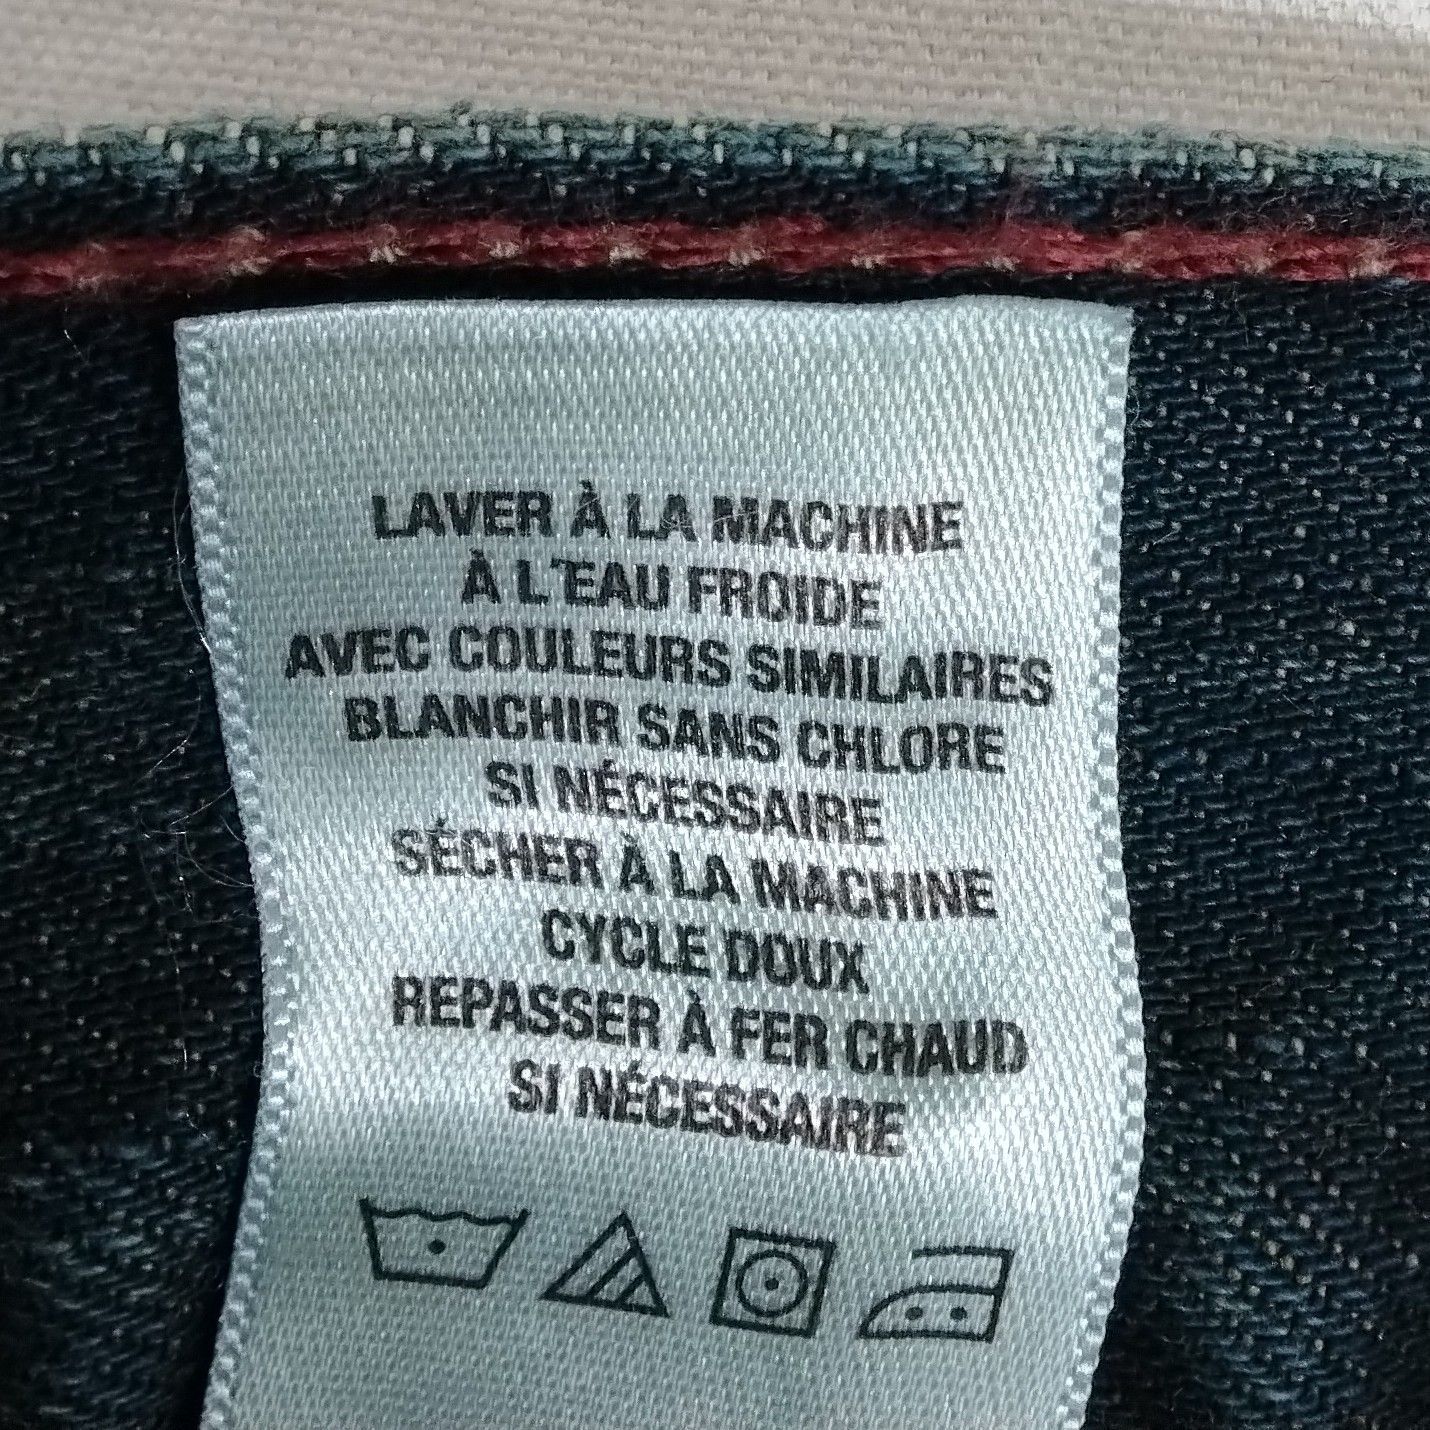 LAVER À LA MACHINE
À L'EAU FROIDE
AVEC COULEURS SIMILAIRES
BLANCHIR SANS CHLORE
SI NÉCESSAIRE
SÉCHER À LA MACHINE
CYCLE DOUX
REPASSER À FER CHAUD
SI NÉCESSAIRE